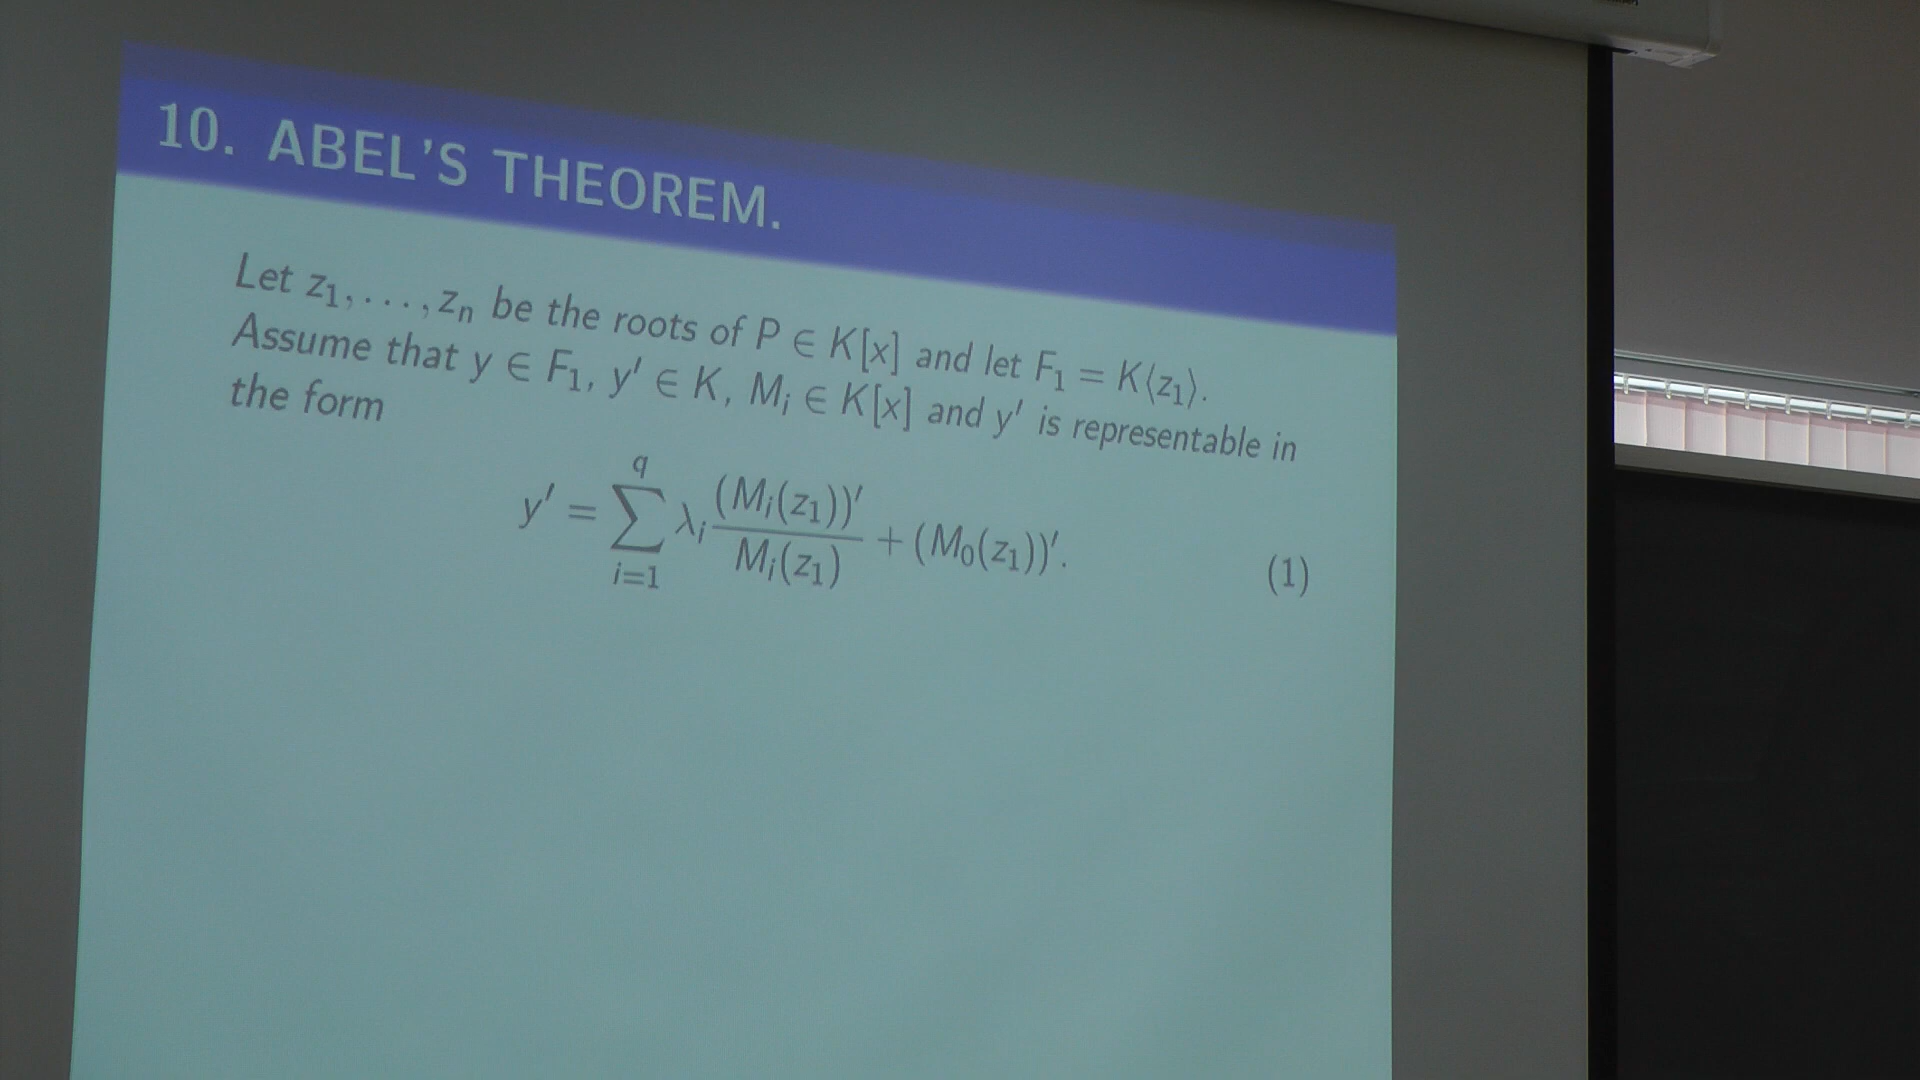 10. ABEL'S THEOREM.
Let z₁, . . . , zₙ be the roots of P ∈ K[x] and let F₁ = K⟨z₁⟩.
Assume that y ∈ F₁, y′ ∈ K, Mᵢ ∈ K[x] and y′ is representable in
the form
y′ = ∑_{i=1}^{q} λᵢ (Mᵢ(z₁))′ / Mᵢ(z₁) + (M₀(z₁))′. (1)